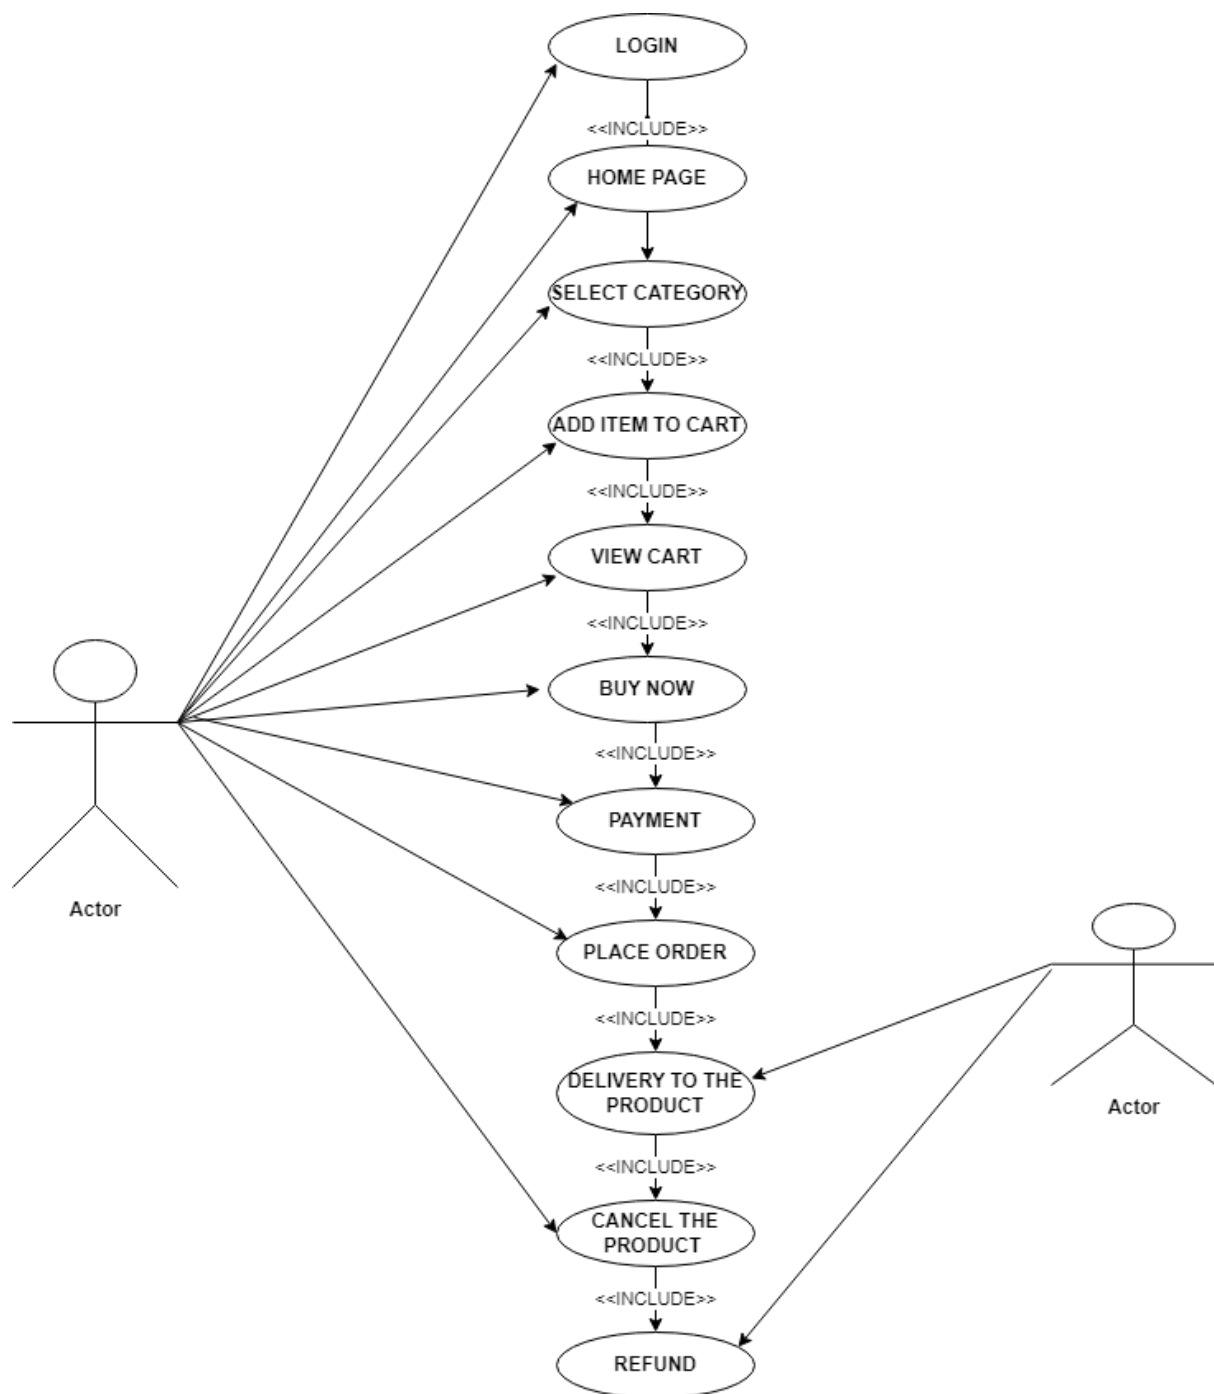 LOGIN
<<INCLUDE>>
HOME PAGE
SELECT CATEGORY
<<INCLUDE>>
ADD ITEM TO CART
<<INCLUDE>>
VIEW CART
<<INCLUDE>>
BUY NOW
<<INCLUDE>>
PAYMENT
<<INCLUDE>>
Actor
PLACE ORDER
<<INCLUDE>>
DELIVERY TO THE
PRODUCT
Actor
<<INCLUDE>>
CANCEL THE
PRODUCT
<<INCLUDE>>
REFUND